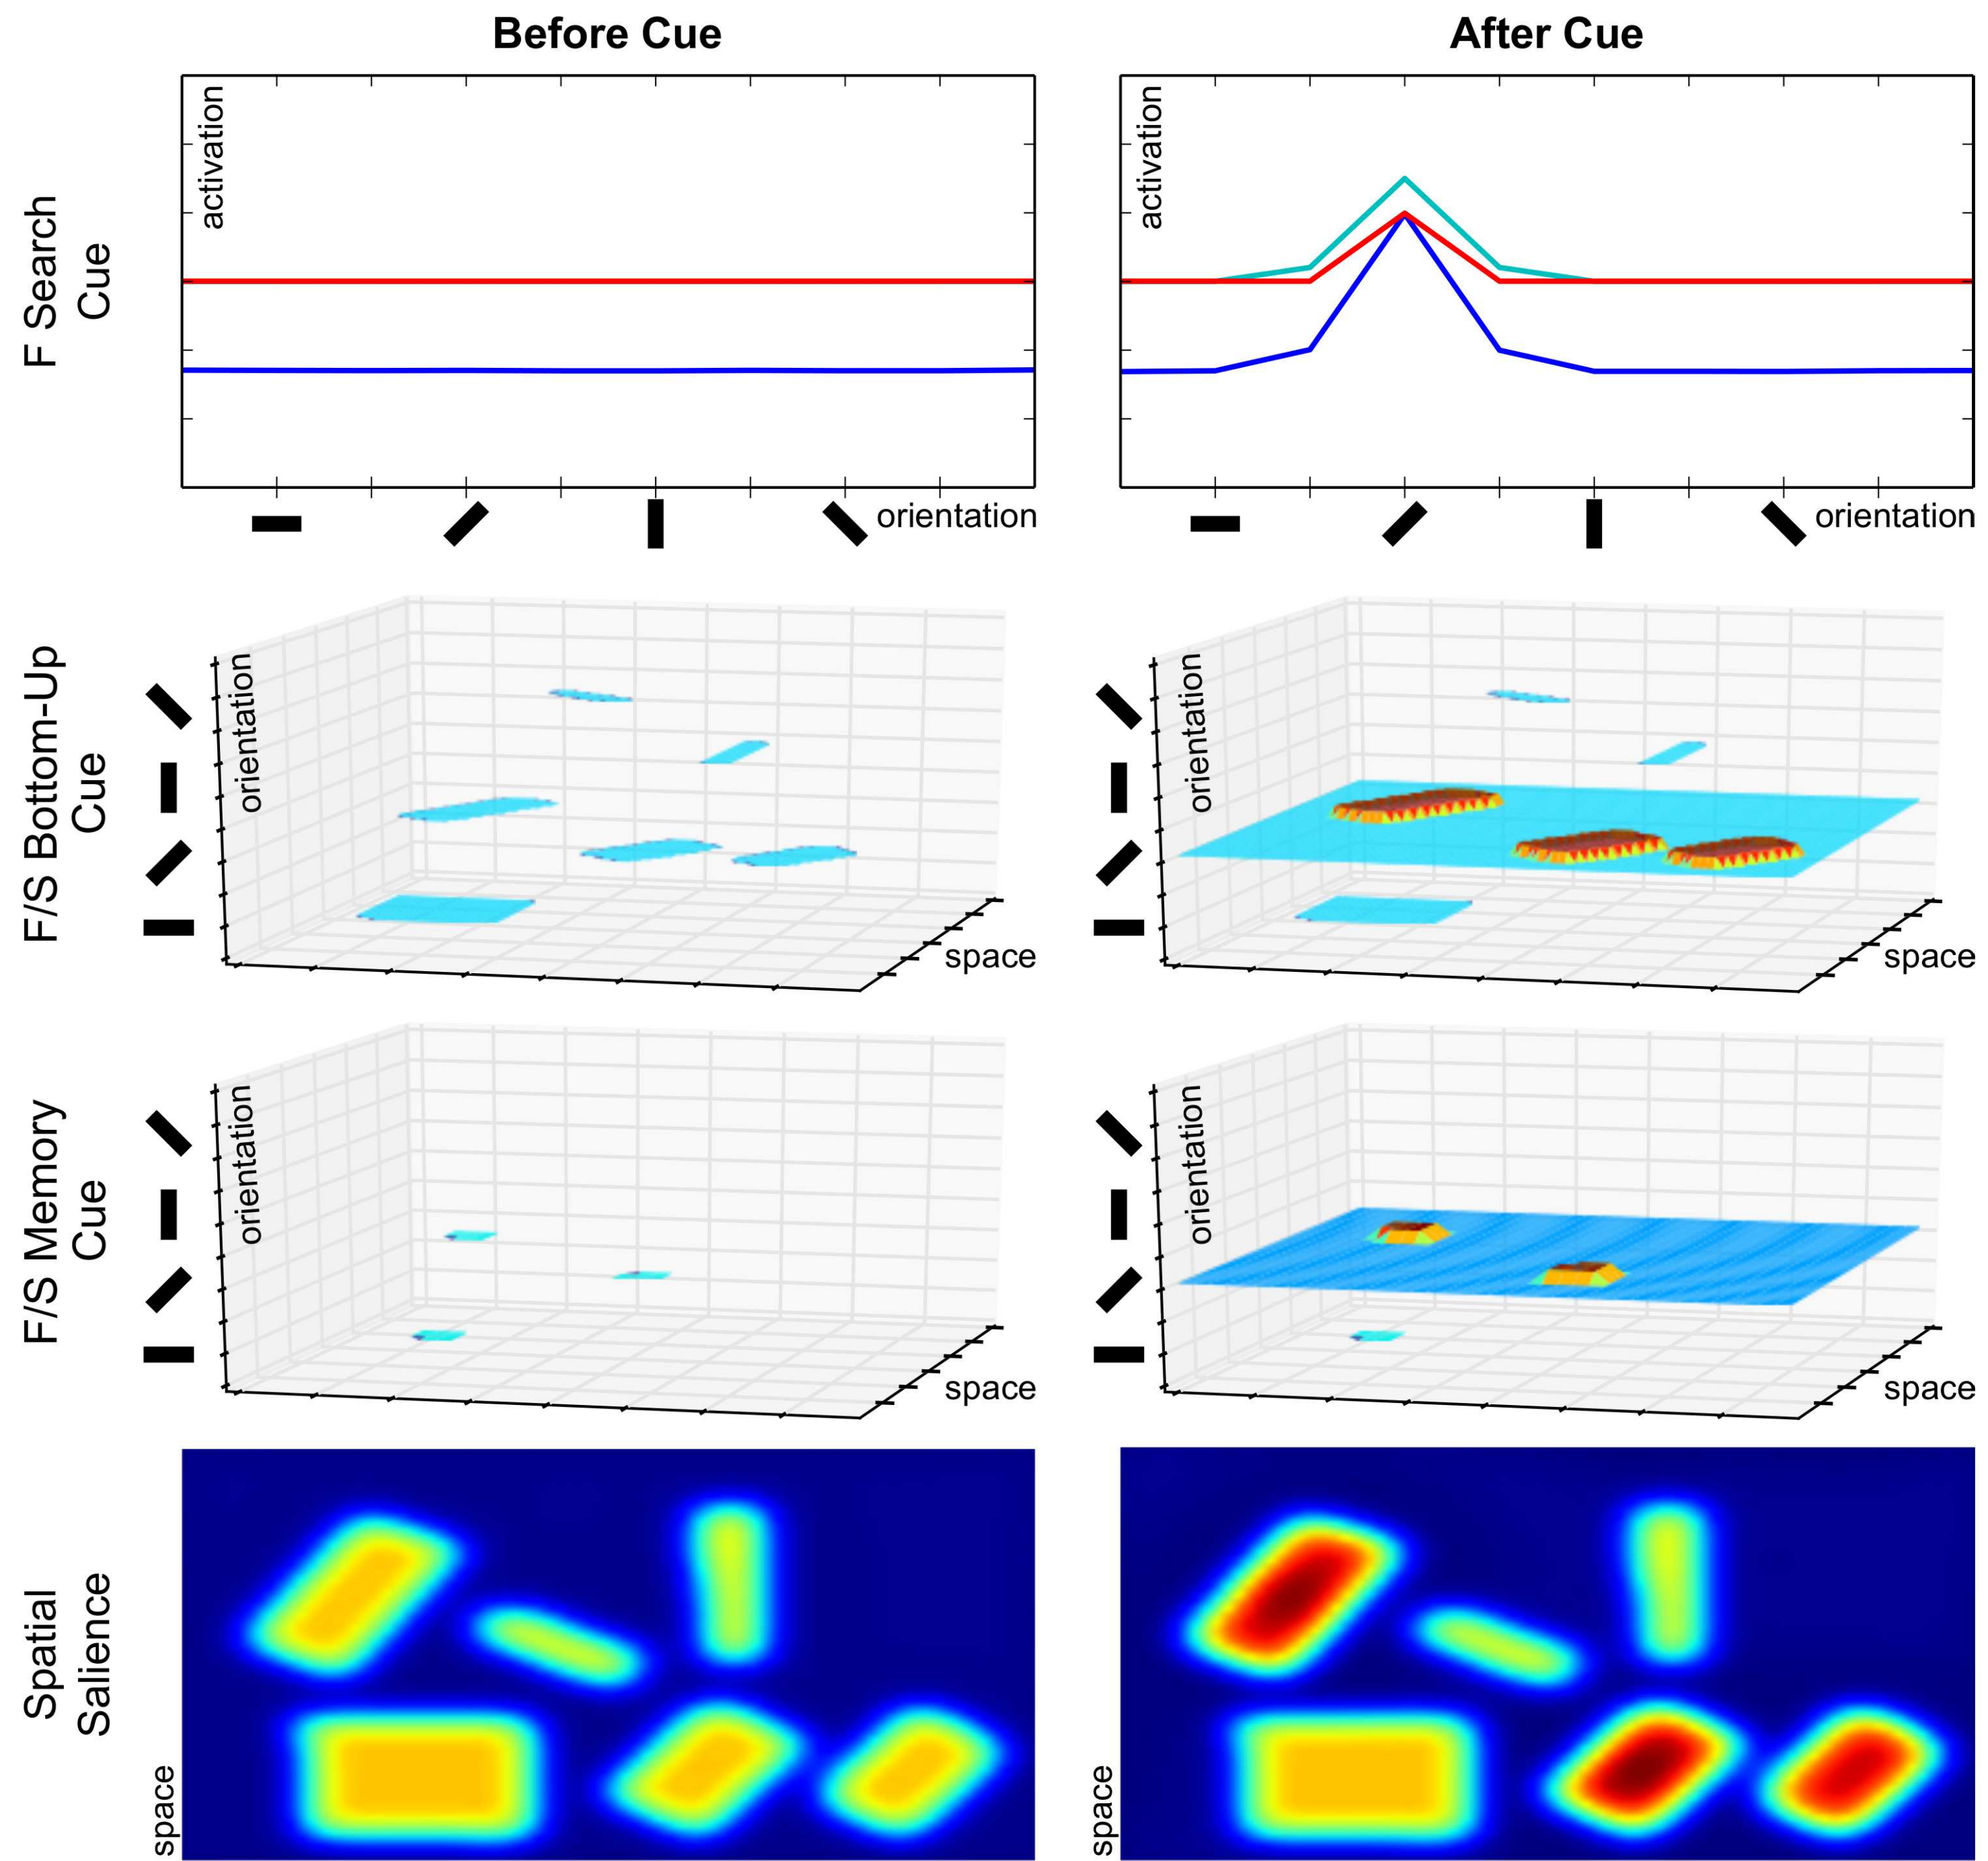 Before Cue
After Cue
F Search
Cue
activation
activation
orientation
orientation
F/S Bottom-Up
Cue
orientation
space
orientation
space
F/S Memory
Cue
orientation
space
orientation
space
Spatial
Salience
space
space